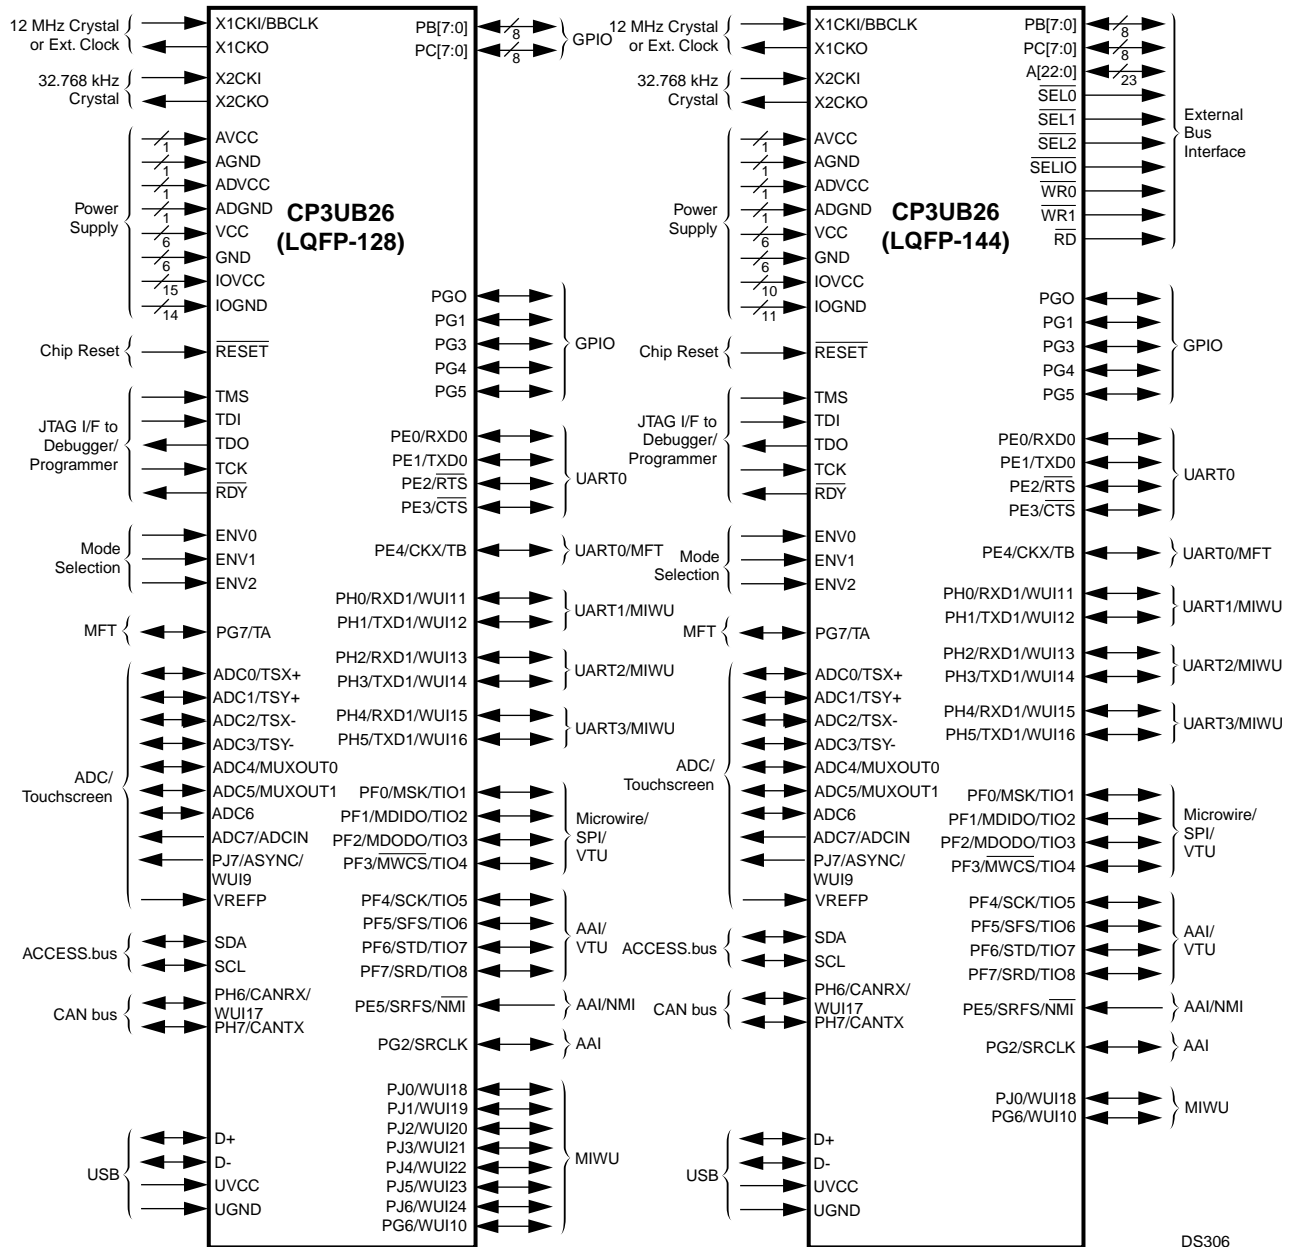 12 MHz Crystal
or Ext. Clock
X1CKI/BBCLK
X1CKO
32.768 kHz
Crystal
X2CKI
X2CKO
Power
Supply
AVCC
1
AGND
1
ADVCC
1
ADGND
1
VCC
6
GND
6
IOVCC
15
IOGND
14
Chip Reset
RESET
JTAG I/F to
Debugger/
Programmer
TMS
TDI
TDO
TCK
RDY
Mode
Selection
ENV0
ENV1
ENV2
MFT
PG7/TA
ADC/
Touchscreen
ADC0/TSX+
ADC1/TSY+
ADC2/TSX-
ADC3/TSY-
ADC4/MUXOUT0
ADC5/MUXOUT1
ADC6
ADC7/ADCIN
PJ7/ASYNC/
WUI9
VREFP
ACCESS.bus
SDA
SCL
CAN bus
PH6/CANRX/
WUI17
PH7/CANTX
USB
D+
D-
UVCC
UGND
CP3UB26
(LQFP-128)
PB[7:0]
8
PC[7:0]
8
GPIO
PGO
PG1
PG3
PG4
PG5
GPIO
PE0/RXD0
PE1/TXD0
PE2/RTS
PE3/CTS
UART0
PE4/CKX/TB
UART0/MFT
PH0/RXD1/WUI11
PH1/TXD1/WUI12
UART1/MIWU
PH2/RXD1/WUI13
PH3/TXD1/WUI14
UART2/MIWU
PH4/RXD1/WUI15
PH5/TXD1/WUI16
UART3/MIWU
PF0/MSK/TIO1
PF1/MDIDO/TIO2
PF2/MDODO/TIO3
PF3/MWCS/TIO4
Microwire/
SPI/
VTU
PF4/SCK/TIO5
PF5/SFS/TIO6
PF6/STD/TIO7
PF7/SRD/TIO8
AAI/
VTU
PE5/SRFS/NMI
AAI/NMI
PG2/SRCLK
AAI
PJ0/WUI18
PJ1/WUI19
PJ2/WUI20
PJ3/WUI21
PJ4/WUI22
PJ5/WUI23
PJ6/WUI24
PG6/WUI10
MIWU
12 MHz Crystal
or Ext. Clock
X1CKI/BBCLK
X1CKO
32.768 kHz
Crystal
X2CKI
X2CKO
Power
Supply
AVCC
1
AGND
1
ADVCC
1
ADGND
1
VCC
6
GND
6
IOVCC
10
IOGND
11
Chip Reset
RESET
JTAG I/F to
Debugger/
Programmer
TMS
TDI
TDO
TCK
RDY
Mode
Selection
ENV0
ENV1
ENV2
MFT
PG7/TA
ADC/
Touchscreen
ADC0/TSX+
ADC1/TSY+
ADC2/TSX-
ADC3/TSY-
ADC4/MUXOUT0
ADC5/MUXOUT1
ADC6
ADC7/ADCIN
PJ7/ASYNC/
WUI9
VREFP
ACCESS.bus
SDA
SCL
CAN bus
PH6/CANRX/
WUI17
PH7/CANTX
USB
D+
D-
UVCC
UGND
CP3UB26
(LQFP-144)
PB[7:0]
8
PC[7:0]
8
A[22:0]
23
SEL0
SEL1
SEL2
SELIO
WR0
WR1
RD
External
Bus
Interface
PGO
PG1
PG3
PG4
PG5
GPIO
PE0/RXD0
PE1/TXD0
PE2/RTS
PE3/CTS
UART0
PE4/CKX/TB
UART0/MFT
PH0/RXD1/WUI11
PH1/TXD1/WUI12
UART1/MIWU
PH2/RXD1/WUI13
PH3/TXD1/WUI14
UART2/MIWU
PH4/RXD1/WUI15
PH5/TXD1/WUI16
UART3/MIWU
PF0/MSK/TIO1
PF1/MDIDO/TIO2
PF2/MDODO/TIO3
PF3/MWCS/TIO4
Microwire/
SPI/
VTU
PF4/SCK/TIO5
PF5/SFS/TIO6
PF6/STD/TIO7
PF7/SRD/TIO8
AAI/
VTU
PE5/SRFS/NMI
AAI/NMI
PG2/SRCLK
AAI
PJ0/WUI18
PG6/WUI10
MIWU
DS306